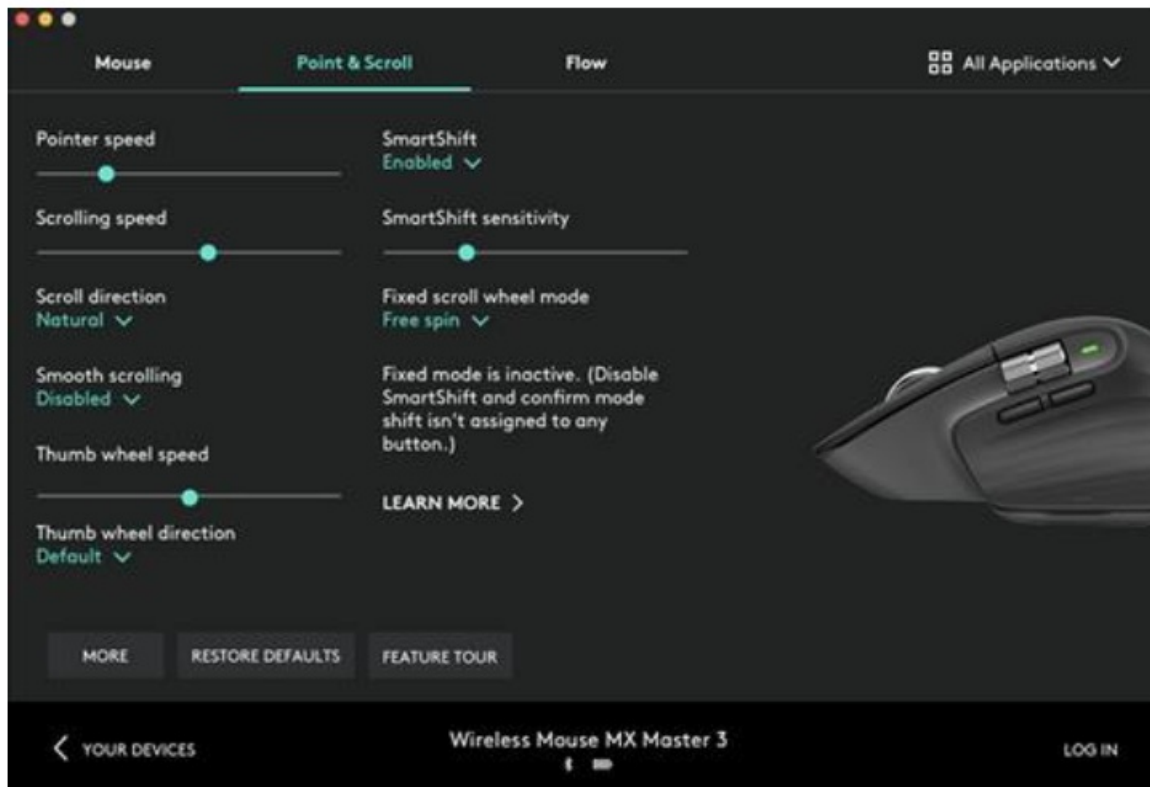 Mouse
Point & Scroll
Flow
All Applications
Pointer speed
Scrolling speed
Scroll direction
Natural
Smooth scrolling
Disabled
Thumb wheel speed
Thumb wheel direction
Default
SmartShift
Enabled
SmartShift sensitivity
Fixed scroll wheel mode
Free spin
Fixed mode is inactive. (Disable
SmartShift and confirm mode
shift isn't assigned to any
button.)
LEARN MORE
MORE
RESTORE DEFAULTS
FEATURE TOUR
YOUR DEVICES
Wireless Mouse MX Master 3
LOG IN